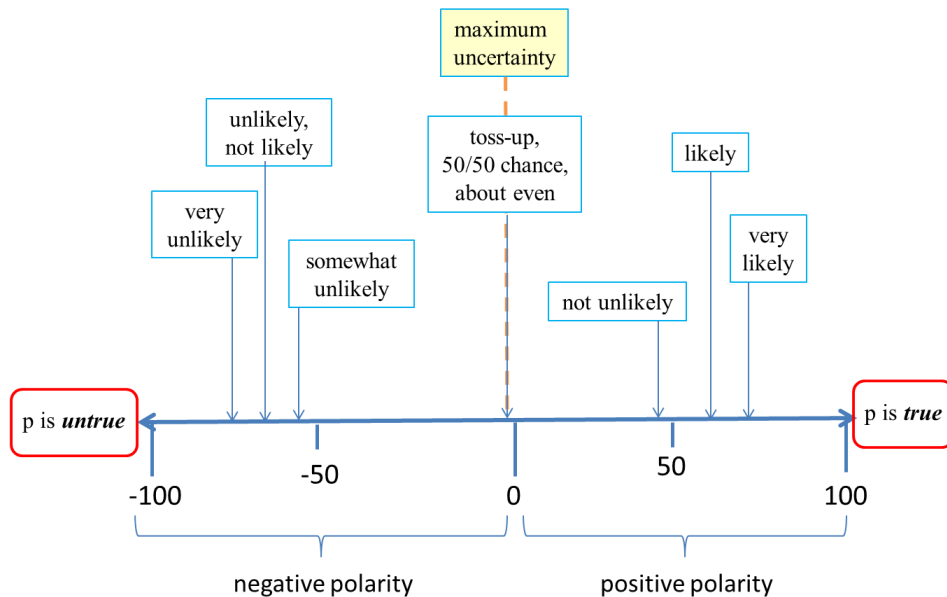 maximum
uncertainty
unlikely,
not likely
toss-up,
50/50 chance,
about even
likely
very
unlikely
somewhat
unlikely
not unlikely
very
likely
p is untrue
p is true
-100
-50
0
50
100
negative polarity
positive polarity